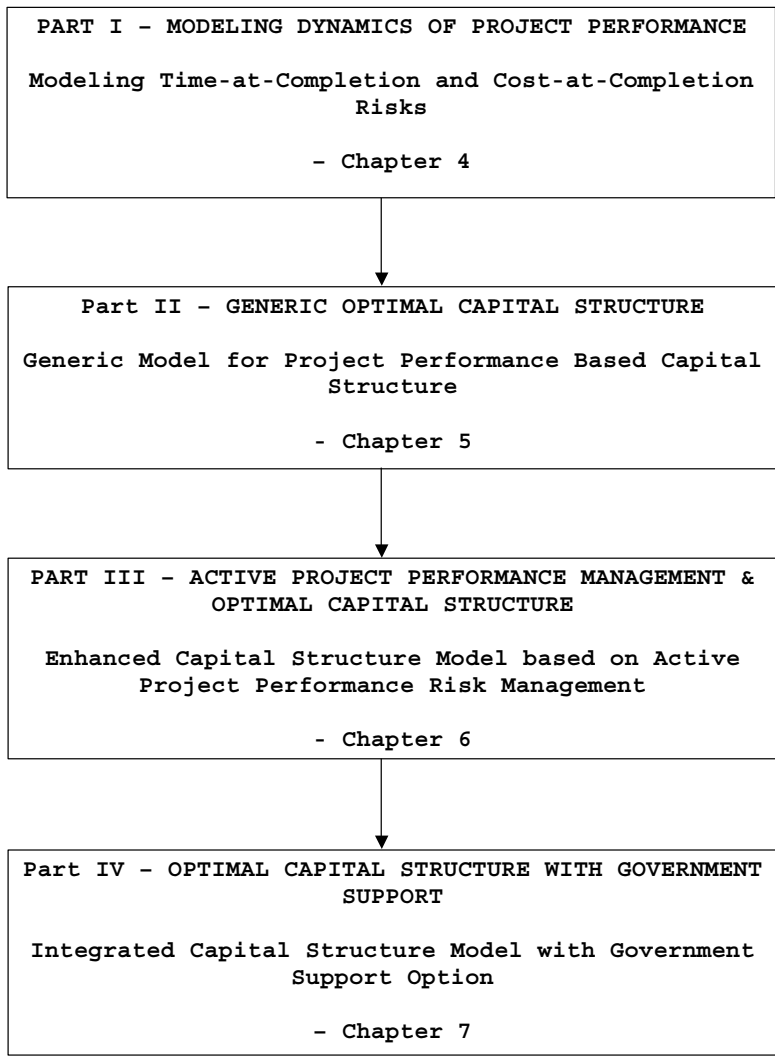 PART I – MODELING DYNAMICS OF PROJECT PERFORMANCE
Modeling Time-at-Completion and Cost-at-Completion
Risks
– Chapter 4
Part II – GENERIC OPTIMAL CAPITAL STRUCTURE
Generic Model for Project Performance Based Capital
Structure
- Chapter 5
PART III – ACTIVE PROJECT PERFORMANCE MANAGEMENT &
OPTIMAL CAPITAL STRUCTURE
Enhanced Capital Structure Model based on Active
Project Performance Risk Management
- Chapter 6
Part IV – OPTIMAL CAPITAL STRUCTURE WITH GOVERNMENT
SUPPORT
Integrated Capital Structure Model with Government
Support Option
– Chapter 7